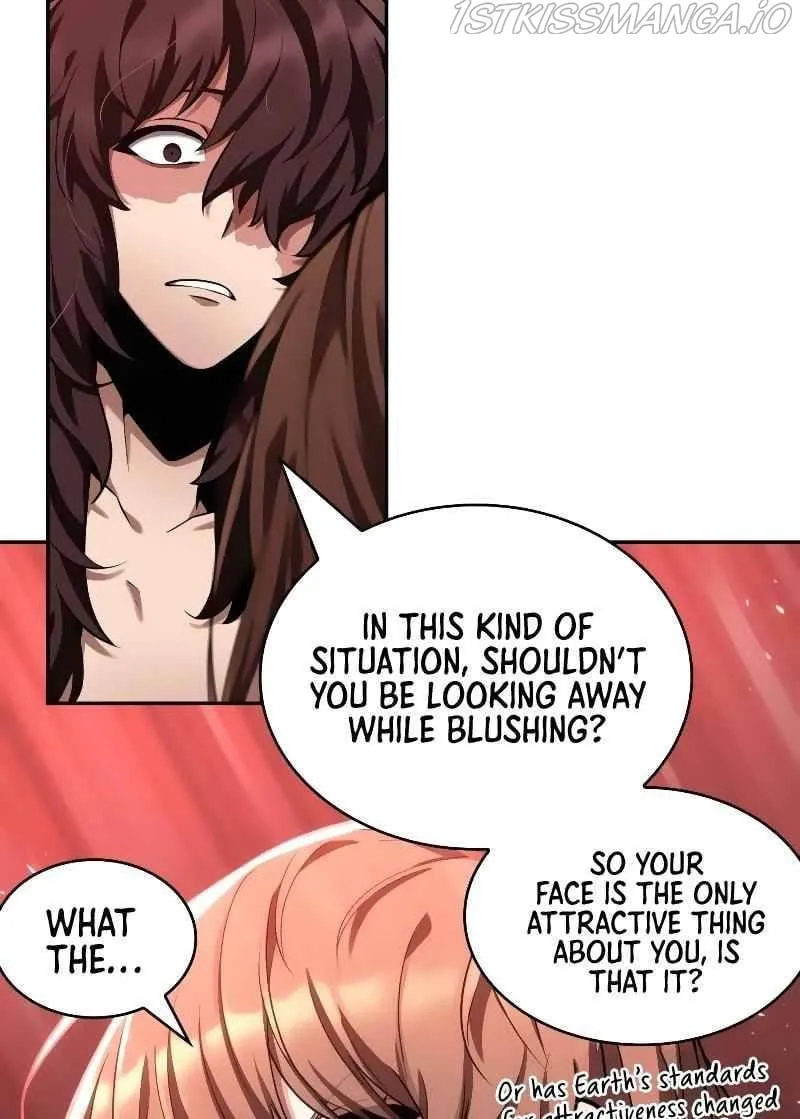 1STKISSMANGA.IO
IN THIS KIND OF
SITUATION, SHOULDN'T
YOU BE LOOKING AWAY
WHILE BLUSHING?
SO YOUR
FACE IS THE ONLY
ATTRACTIVE THING
ABOUT YOU, IS
THAT IT?
WHAT
THE...
Or has Earth's standards
for attractiveness changed